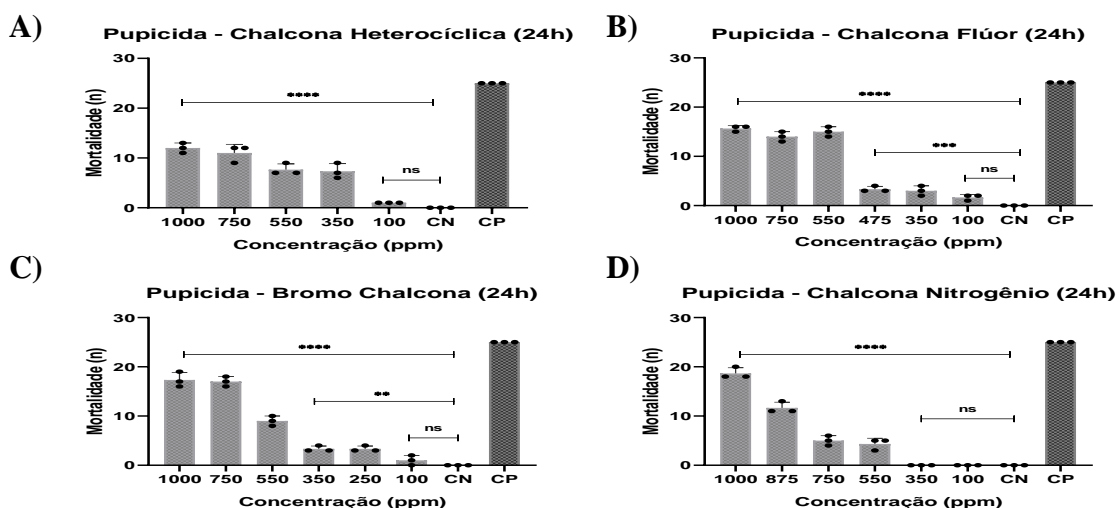 A)
Pupicida - Chalcona Heterocíclica (24h)
Mortalidade (n)
30
20
10
0
****
ns
1000 750 550 350 100 CN CP
Concentração (ppm)
B)
Pupicida - Chalcona Flúor (24h)
Mortalidade (n)
30
20
10
0
****
***
ns
1000 750 550 475 350 100 CN CP
Concentração (ppm)
C)
Pupicida - Bromo Chalcona (24h)
Mortalidade (n)
30
20
10
0
****
**
ns
1000 750 550 350 250 100 CN CP
Concentração (ppm)
D)
Pupicida - Chalcona Nitrogênio (24h)
Mortalidade (n)
30
20
10
0
****
ns
1000 875 750 550 350 100 CN CP
Concentração (ppm)